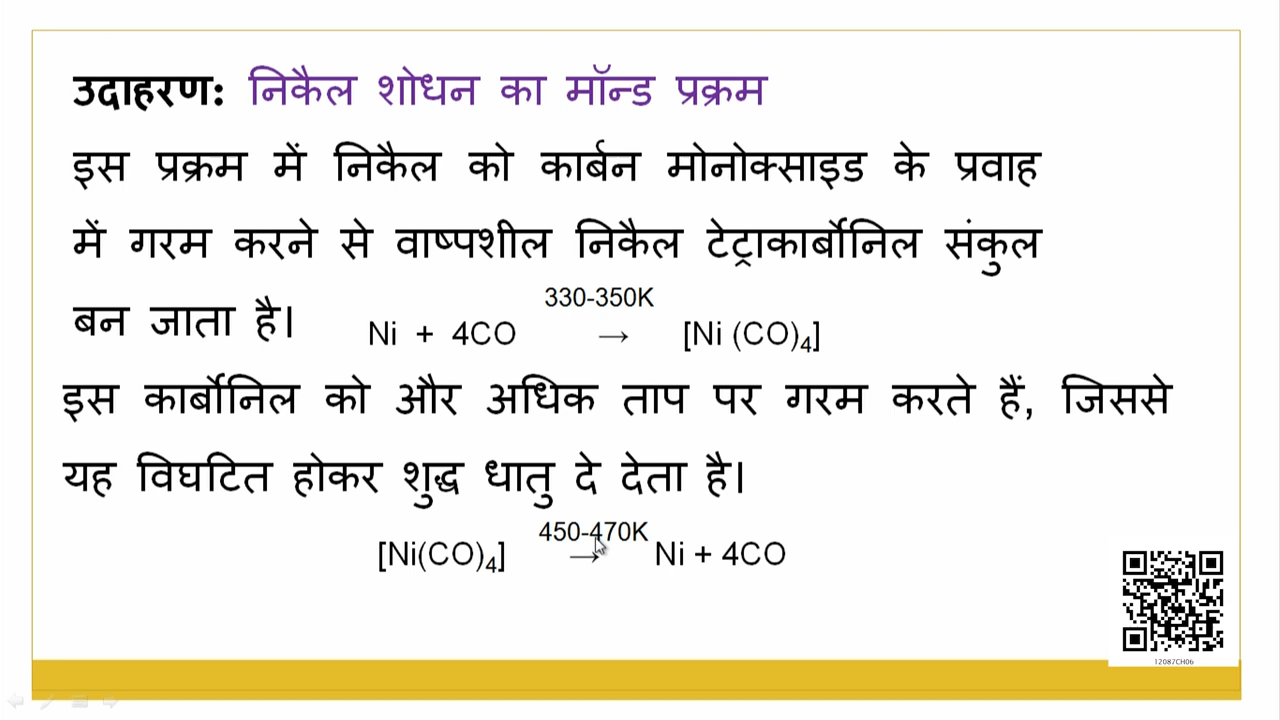 उदाहरण: निकैल शोधन का मॉन्ड प्रक्रम
इस प्रक्रम में निकैल को कार्बन मोनोक्साइड के प्रवाह
में गरम करने से वाष्पशील निकैल टेट्राकार्बोनिल संकुल
330-350K
बन जाता है। Ni + 4CO → [Ni (CO)₄]
इस कार्बोनिल को और अधिक ताप पर गरम करते हैं, जिससे
यह विघटित होकर शुद्ध धातु दे देता है।
450-470K
[Ni(CO)₄] → Ni + 4CO
12087CH06